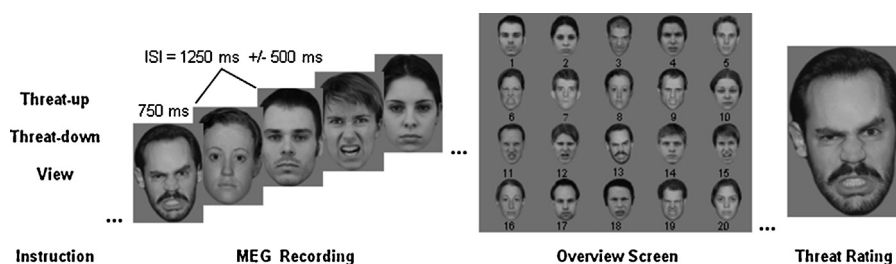 ISI = 1250 ms +/- 500 ms
Threat-up
750 ms
Threat-down
View
...
...
...
1 2 3 4 5
6 7 8 9 10
11 12 13 14 15
16 17 18 19 20
Instruction MEG Recording Overview Screen Threat Rating